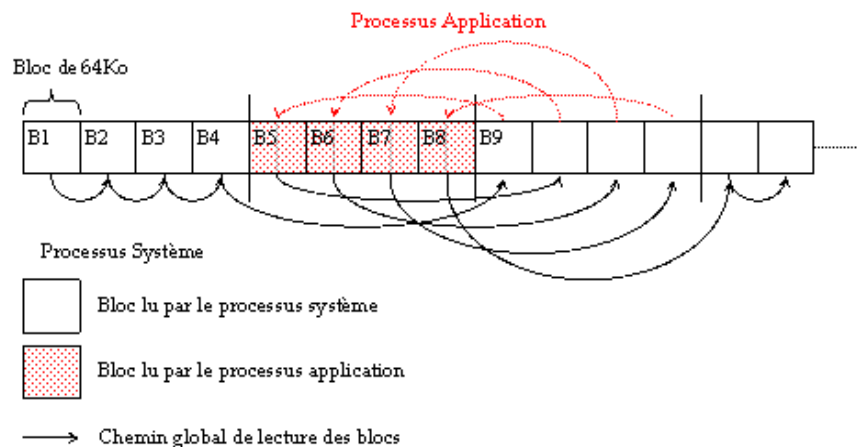 Processus Application
Bloc de 64Ko
B1 B2 B3 B4 B5 B6 B7 B8 B9
Processus Système
Bloc lu par le processus système
Bloc lu par le processus application
Chemin global de lecture des blocs